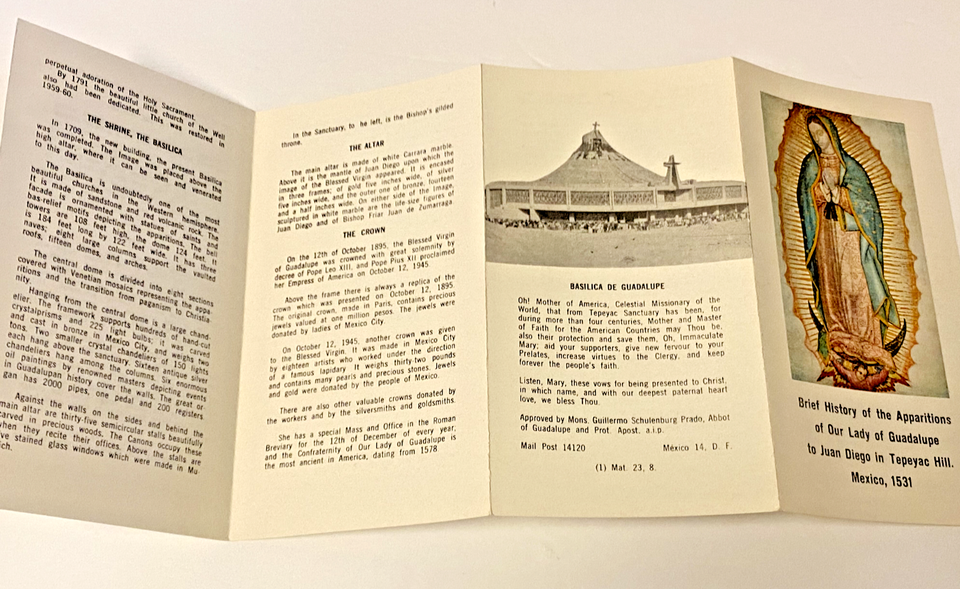 perpetual adoration of the Holy Sacrament.
By 1791 the beautiful little church of the Well
also had been dedicated. This was restored in
1959-60.
THE SHRINE, THE BASILICA
In 1709, the new building, the present Basilica
was completed. The Image was placed above the
high altar, where it can be seen and venerated
to this day.
The Basilica is undoubtedly one of the most
beautiful churches in the Western hemisphere.
It is made of sandstone and red volcanic rock. The
facade is ornamented with statues of saints and
bas-relief motifs depicting the apparitions. The bell
towers are 108 feet high, the dome 124 feet. It
is 184 feet long by 122 feet wide. It has three
naves; eight large columns support the vaulted
roofs, fifteen domes, and arches.
The central dome is divided into eight sections
covered with Venetian mosaics representing the appa-
ritions and the transition from paganism to Christia-
nity.
Hanging from the central dome is a large chand-
elier. The framework supports hundreds of hand-cut
crystalprisms and 225 light bulbs; it was carved
and cast in bronze in Mexico City, and weighs
tons. Two smaller crystal chandeliers of 150 lights
each hang above the sanctuary. Sixteen antique silver
chandeliers hang among the columns. Six enormous
oil paintings by renowned masters depicting events
in Guadalupan history cover the walls. The great or-
gan has 2000 pipes, one pedal and 200 registers
Against the walls on the sides and behind the
main altar are thirty-five semicircular stalls beautifully
carved in precious woods. The Canons occupy these
when they recite their offices. Above the stalls are
ve stained glass windows which were made in Mu-
ich.
In the Sanctuary, to he left, is the Bishop's gilded
throne.
THE ALTAR
The main altar is made of white Carrara marble.
Above it is the mantle of Juan Diego upon which the
image of the Blessed Virgin appeared. It is encased
in three frames; of gold five inches wide, of silver
five inches wide, and the outer one of bronze, fourteen
and a half inches wide. On either side of the Image,
sculptured in white marble are the life-size figures of
Juan Diego and of Bishop Friar Juan de Zumarraga.
THE CROWN
On the 12th of October 1895, the Blessed Virgin
of Guadalupe was crowned with great solemnity by
decree of Pope Leo XIII, and Pope Pius XII proclaimed
her Empress of America on October 12, 1945.
Above the frame there is always a replica of the
crown which was presented on October 12, 1895.
The original crown, made in Paris, contains precious
jewels valued at one million pesos. The jewels were
donated by ladies of Mexico City.
On October 12, 1945, another crown was given
to the Blessed Virgin. It was made in Mexico City
by eighteen artists who worked under the direction
of a famous lapidary. It weighs thirty-two pounds
and contains many pearls and precious stones. Jewels
and gold were donated by the people of Mexico.
There are also other valuable crowns donated by
the workers and by the silversmiths and goldsmiths.
She has a special Mass and Office in the Roman
Breviary for the 12th of December of every year;
and the Confraternity of Our Lady of Guadalupe is
the most ancient in America, dating from 1578
BASILICA DE GUADALUPE
Oh! Mother of America, Celestial Missionary of the
World, that from Tepeyac Sanctuary has been, for
during more than four centuries, Mother and Master
of Faith for the American Countries may Thou be,
also their protection and save them, Oh, Immaculate
Mary; aid your supporters, give new fervour to your
Prelates, increase virtues to the Clergy, and keep
forever the people's faith.
Listen, Mary, these vows for being presented to Christ,
in which name, and with our deepest paternal heart
love, we bless Thou.
Approved by Mons. Guillermo Schulenburg Prado, Abbot
of Guadalupe and Prot. Apost. a.i.p.
Mail Post 14120 México 14, D. F.
(1) Mat. 23, 8.
Brief History of the Apparitions
of Our Lady of Guadalupe
to Juan Diego in Tepeyac Hill.
Mexico, 1531